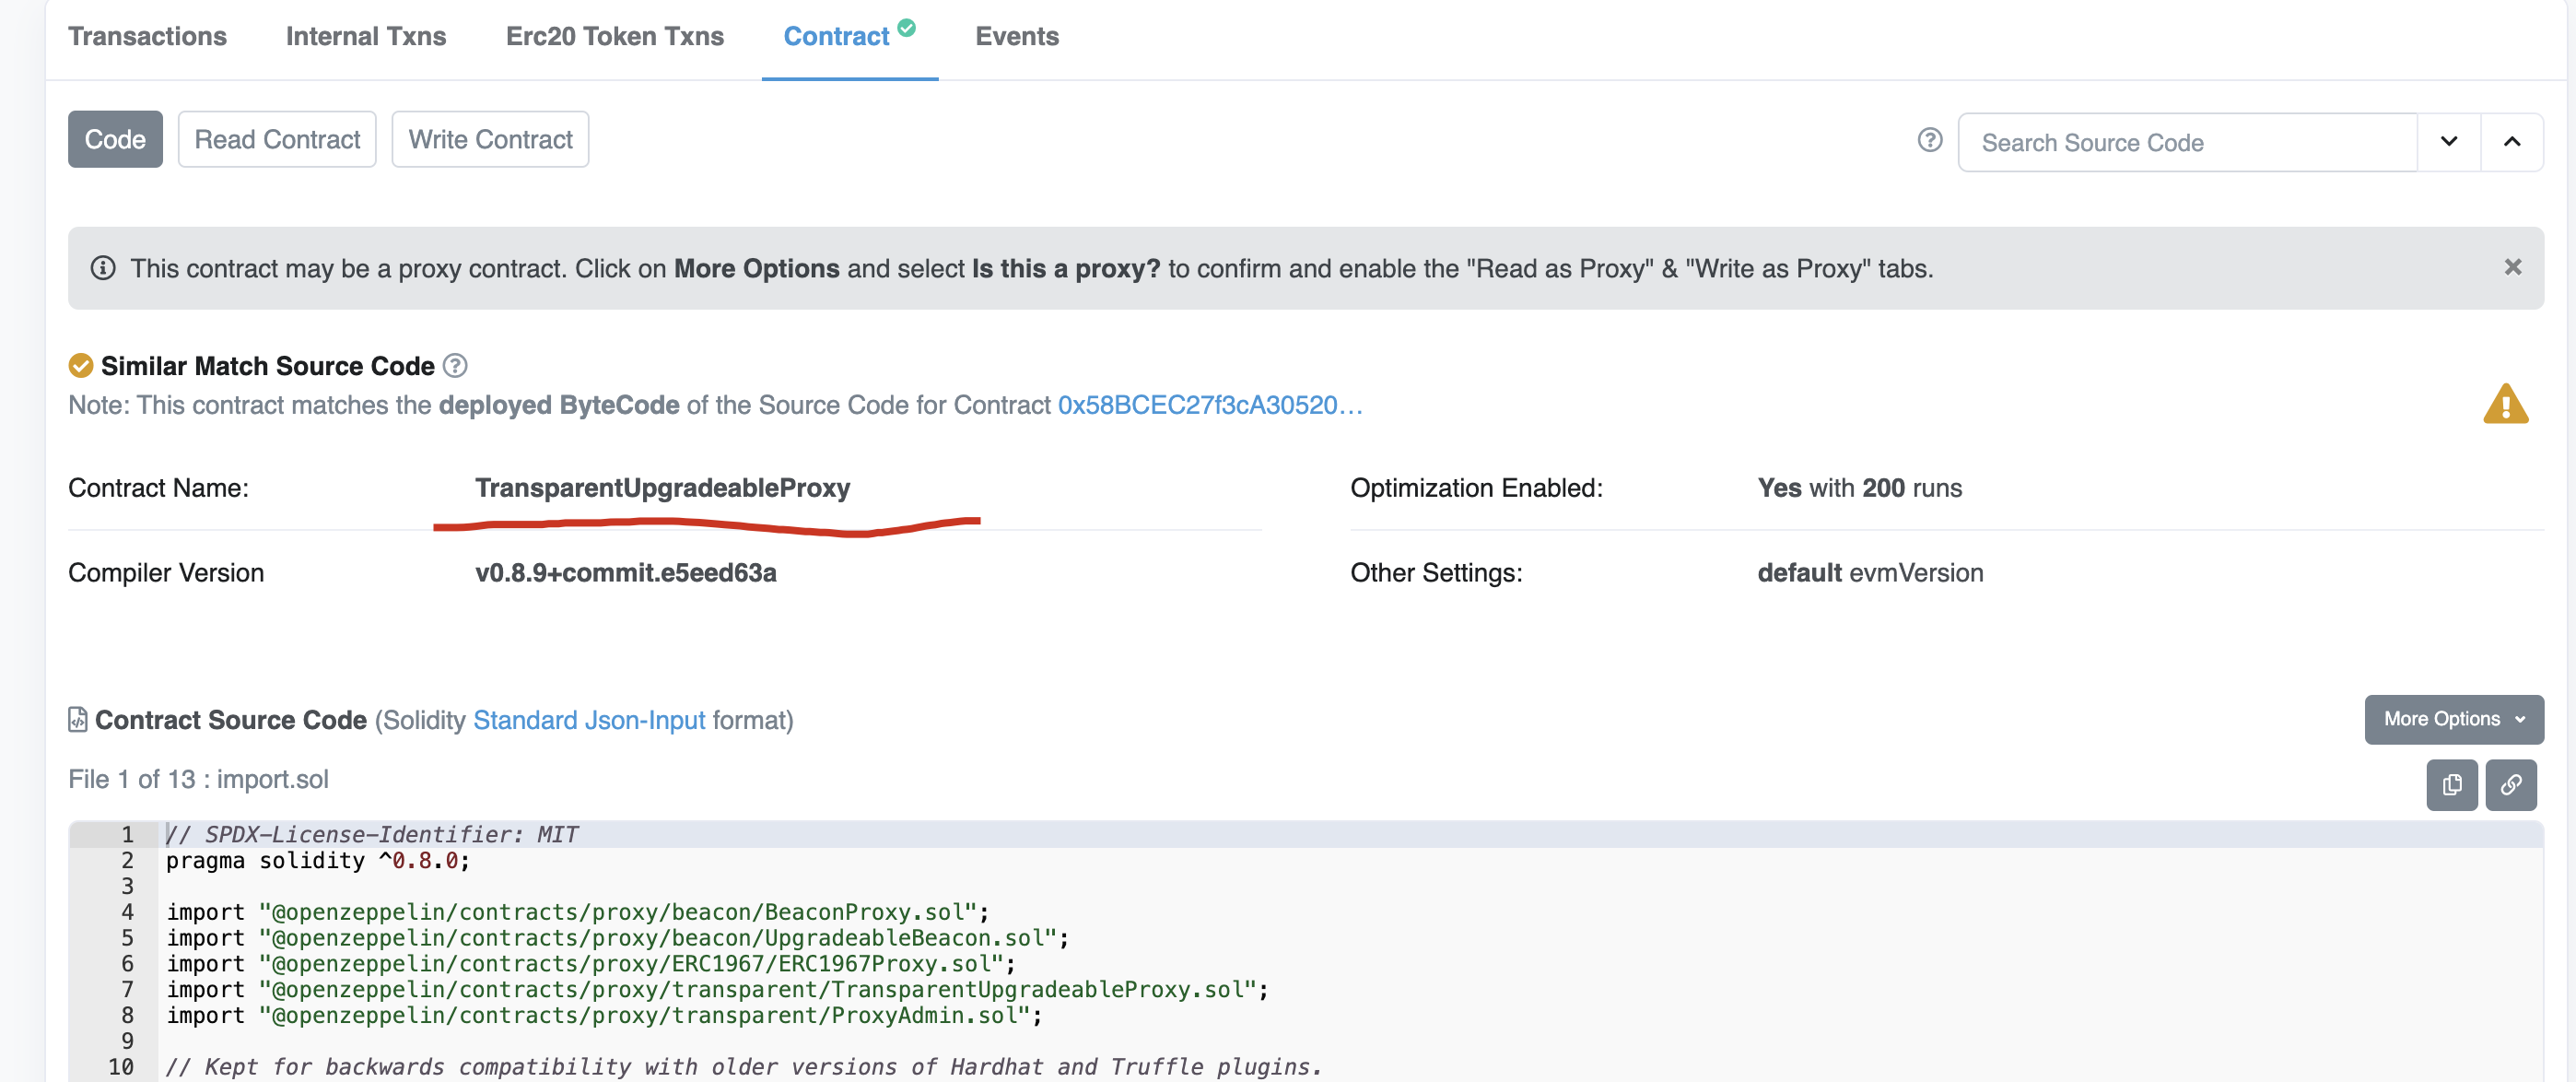 Transactions Internal Txns Erc20 Token Txns Contract Events
Code Read Contract Write Contract Search Source Code
This contract may be a proxy contract. Click on More Options and select Is this a proxy? to confirm and enable the "Read as Proxy" & "Write as Proxy" tabs.
Similar Match Source Code
Note: This contract matches the deployed ByteCode of the Source Code for Contract 0x58BCEC27f3cA30520...
Contract Name: TransparentUpgradeableProxy Optimization Enabled: Yes with 200 runs
Compiler Version v0.8.9+commit.e5eed63a Other Settings: default evmVersion
Contract Source Code (Solidity Standard Json-Input format) More Options
File 1 of 13 : import.sol
1 // SPDX-License-Identifier: MIT
2 pragma solidity ^0.8.0;
3
4 import "@openzeppelin/contracts/proxy/beacon/BeaconProxy.sol";
5 import "@openzeppelin/contracts/proxy/beacon/UpgradeableBeacon.sol";
6 import "@openzeppelin/contracts/proxy/ERC1967/ERC1967Proxy.sol";
7 import "@openzeppelin/contracts/proxy/transparent/TransparentUpgradeableProxy.sol";
8 import "@openzeppelin/contracts/proxy/transparent/ProxyAdmin.sol";
9
10 // Kept for backwards compatibility with older versions of Hardhat and Truffle plugins.